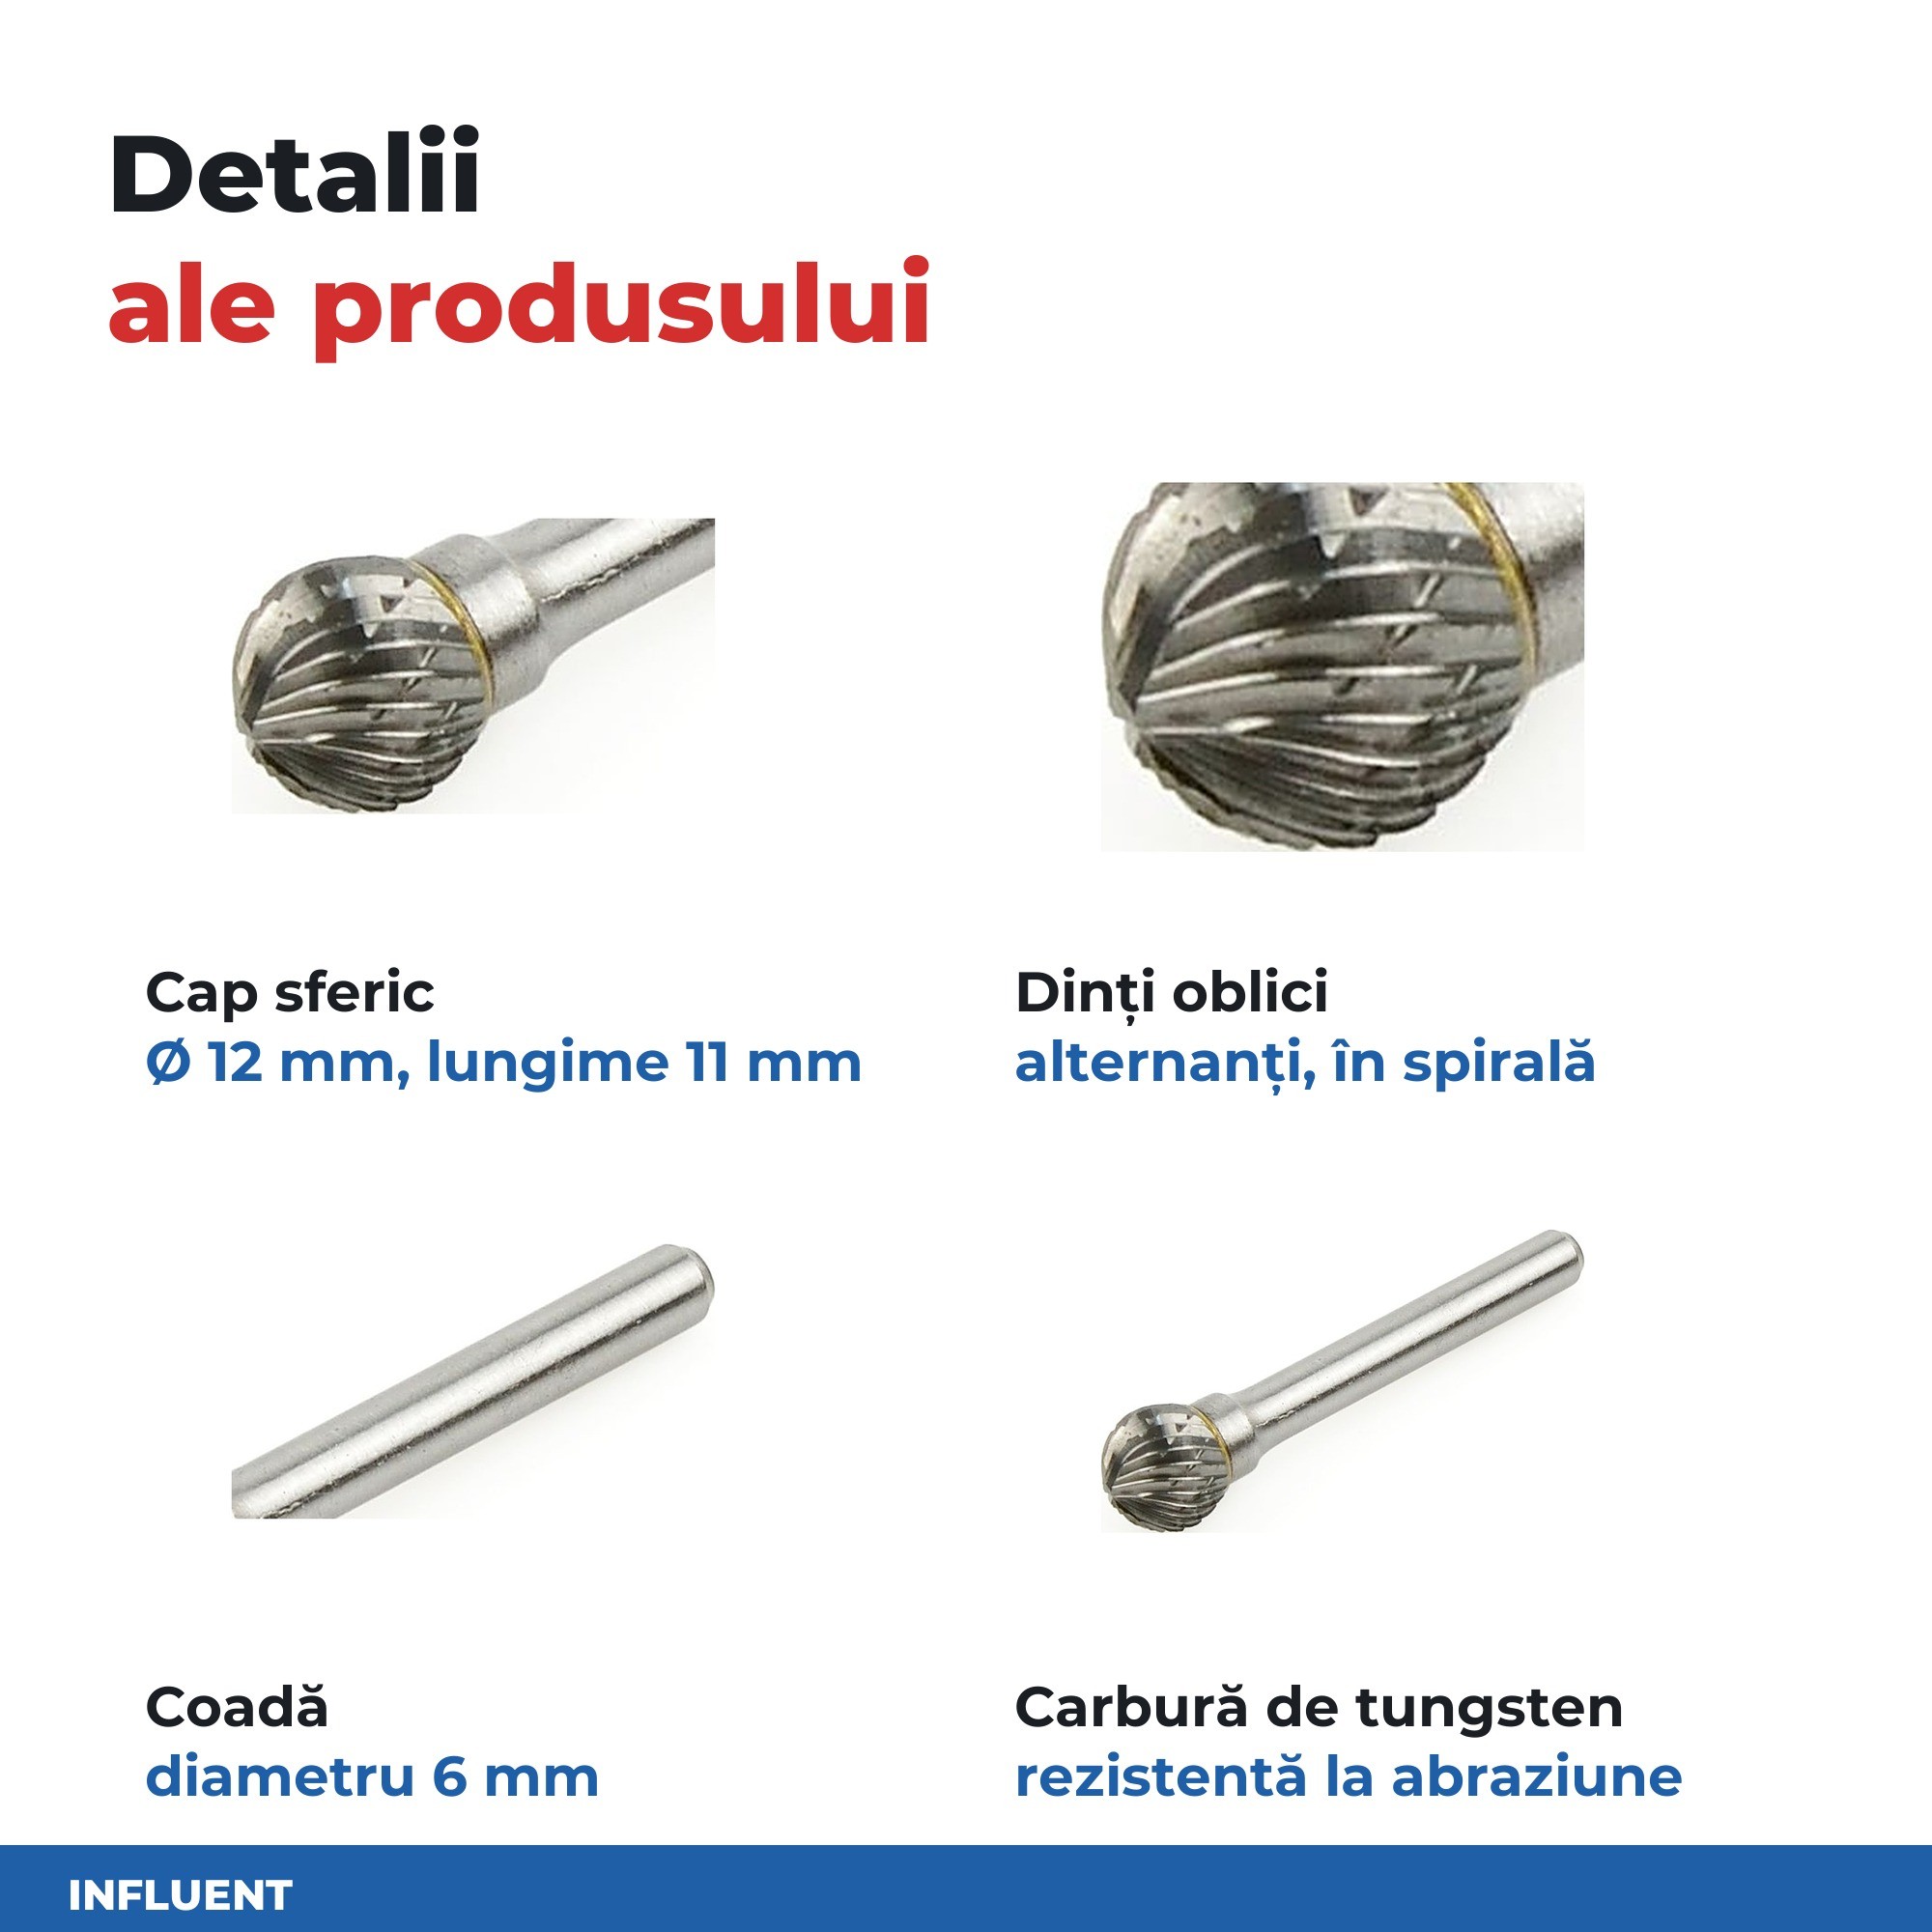 Detalii
ale produsului
Cap sferic
Ø 12 mm, lungime 11 mm
Dinți oblici
alternanți, în spirală
Coadă
diametru 6 mm
Carbură de tungsten
rezistentă la abraziune
INFLUENT